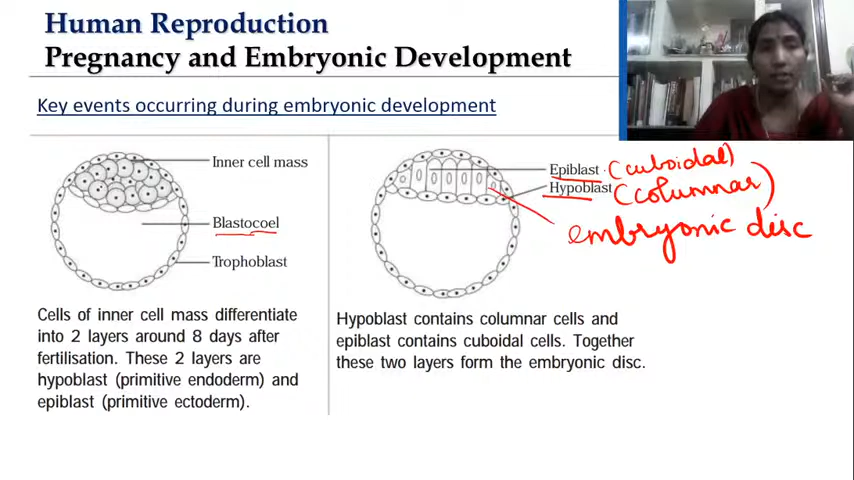 Human Reproduction
Pregnancy and Embryonic Development
Key events occurring during embryonic development
Inner cell mass
Blastocoel
Trophoblast
Cells of inner cell mass differentiate
into 2 layers around 8 days after
fertilisation. These 2 layers are
hypoblast (primitive endoderm) and
epiblast (primitive ectoderm).
Epiblast (cuboidal)
Hypoblast (columnar)
embryonic disc
Hypoblast contains columnar cells and
epiblast contains cuboidal cells. Together
these two layers form the embryonic disc.